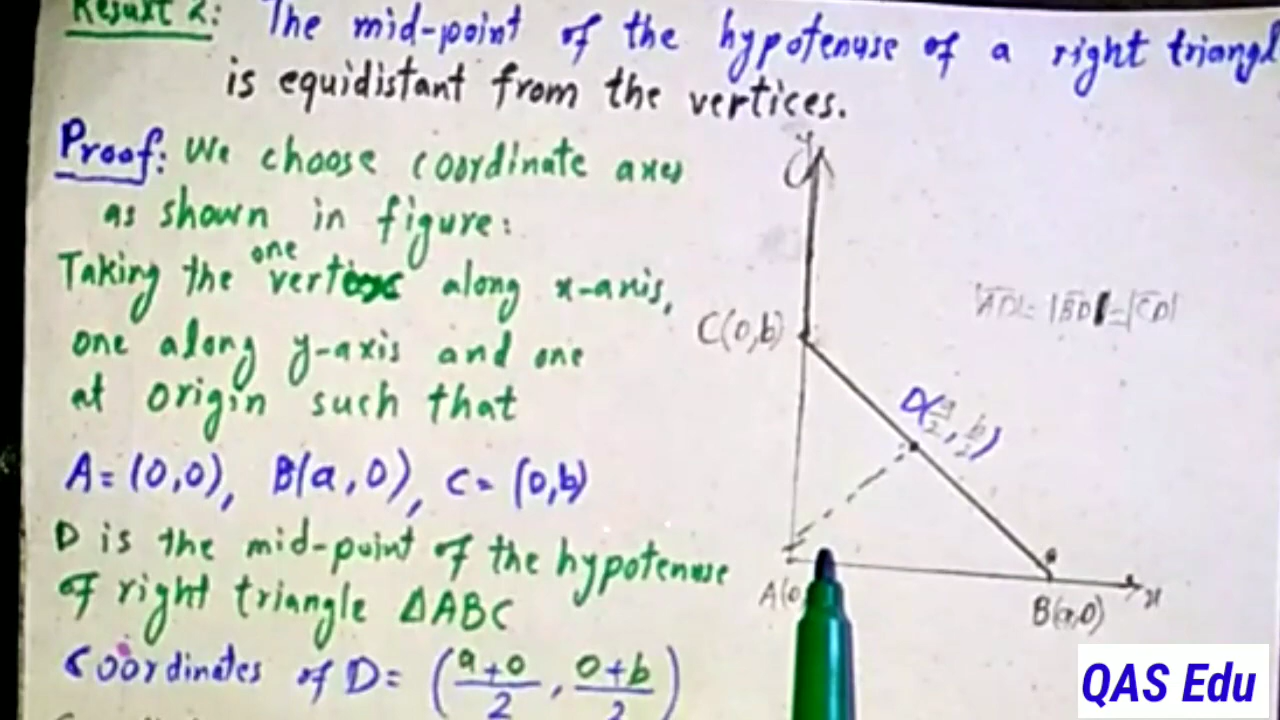 Result 2: The mid-point of the hypotenuse of a right triangl
is equidistant from the vertices.
Proof: We choose coordinate axes
as shown in figure:
Taking the one vertex along x-axis,
one along y-axis and one
at origin such that
A = (0,0), B(a,0), C = (0,b)
D is the mid-point of the hypotenuse
of right triangle ΔABC
Coordinates of D = (a+0/2, 0+b/2)
y
C(0,b)
|AD| = |BD| = |CD|
D(a/2, b/2)
A(0,
B(a,0)
x
QAS Edu